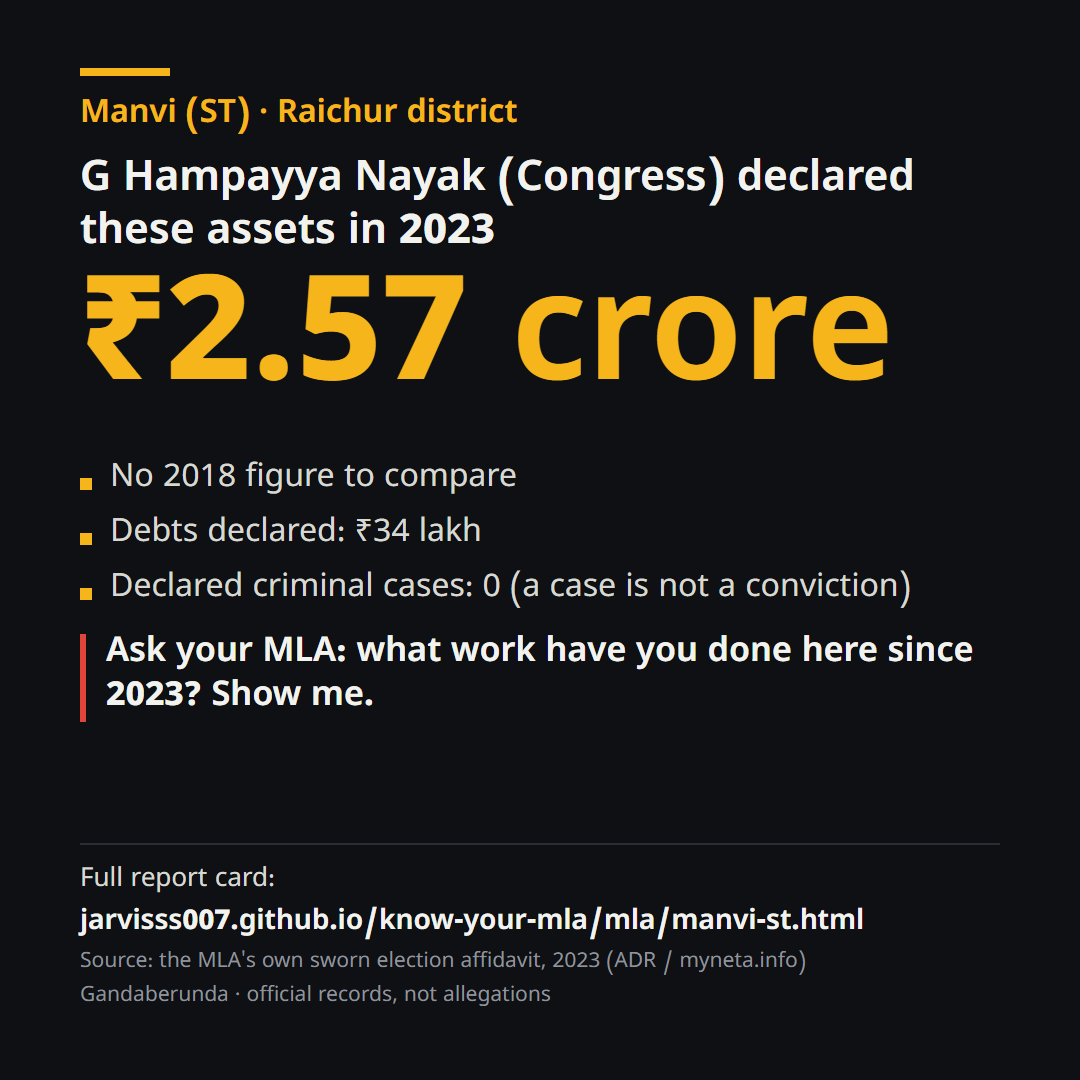 Manvi (ST) · Raichur district
G Hampayya Nayak (Congress) declared
these assets in 2023
₹2.57 crore
No 2018 figure to compare
Debts declared: ₹34 lakh
Declared criminal cases: 0 (a case is not a conviction)
Ask your MLA: what work have you done here since
2023? Show me.
Full report card:
jarvisss007.github.io/know-your-mla/mla/manvi-st.html
Source: the MLA's own sworn election affidavit, 2023 (ADR / myneta.info)
Gandaberunda · official records, not allegations